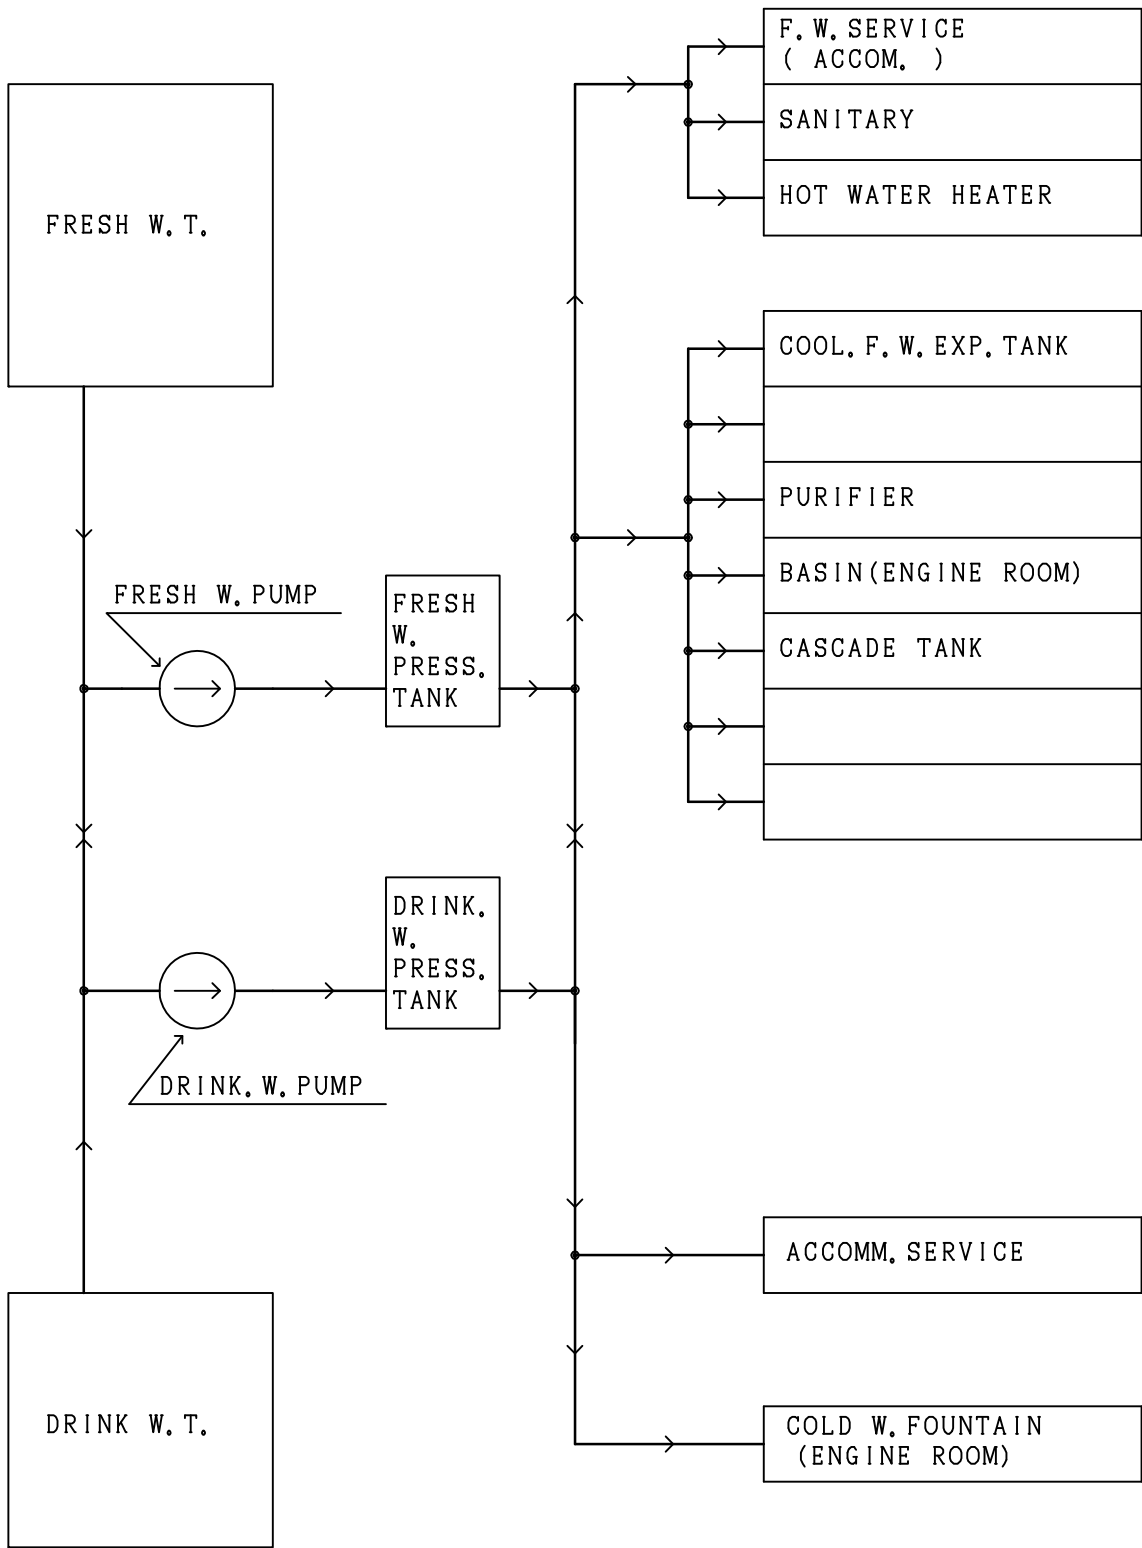 F.W.SERVICE
( ACCOM. )
SANITARY
HOT WATER HEATER
FRESH W.T.
COOL.F.W.EXP.TANK
PURIFIER
BASIN(ENGINE ROOM)
CASCADE TANK
FRESH W.PUMP
FRESH
W.
PRESS.
TANK
DRINK.
W.
PRESS.
TANK
DRINK.W.PUMP
ACCOMM.SERVICE
DRINK W.T.
COLD W.FOUNTAIN
(ENGINE ROOM)